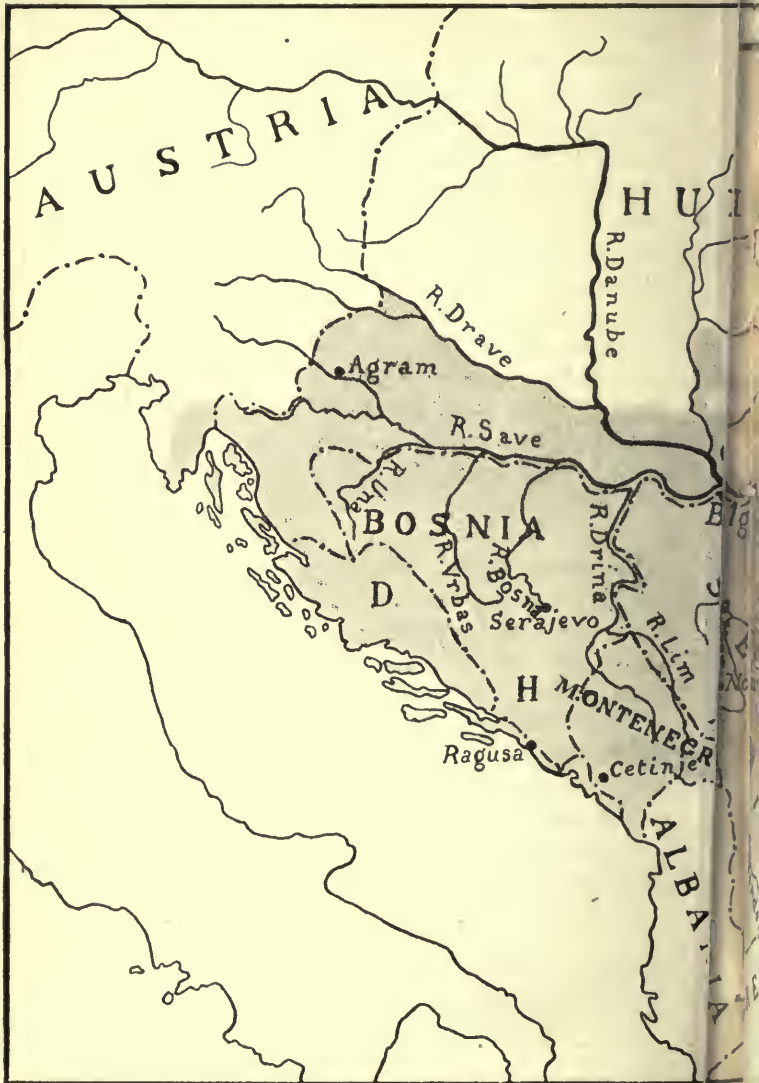 AUSTRIA
HU
R. Danube
R. Drave
Agram
R. Save
R. Una
BOSNIA
R. Vrbas
R. Bosna
R. Drina
D
Serajevo
R. Lim
H
MONTENEGR
Ragusa
Cetinje
ALBA